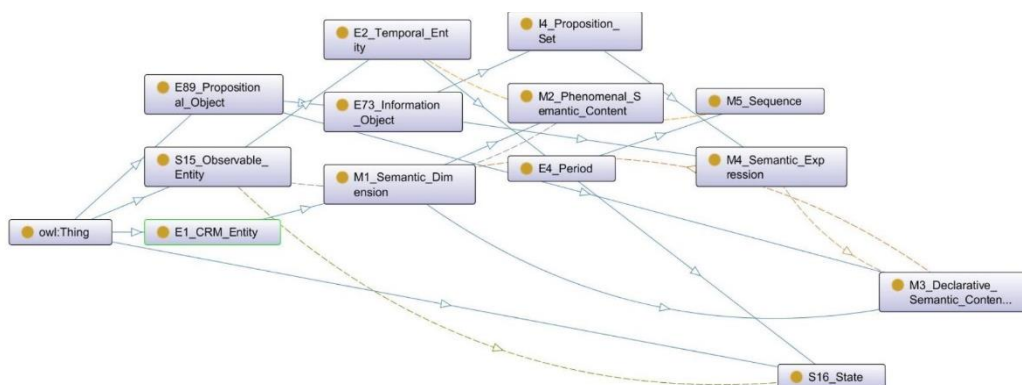 E2_Temporal_Ent
ity
I4_Proposition_
Set
E89_Proposition
al_Object
E73_Information
_Object
M2_Phenomenal_S
emantic_Content
M5_Sequence
S15_Observable_
Entity
M1_Semantic_Dim
ension
E4_Period
M4_Semantic_Exp
ression
owl:Thing
E1_CRM_Entity
M3_Declarative_
Semantic_Conten...
S16_State